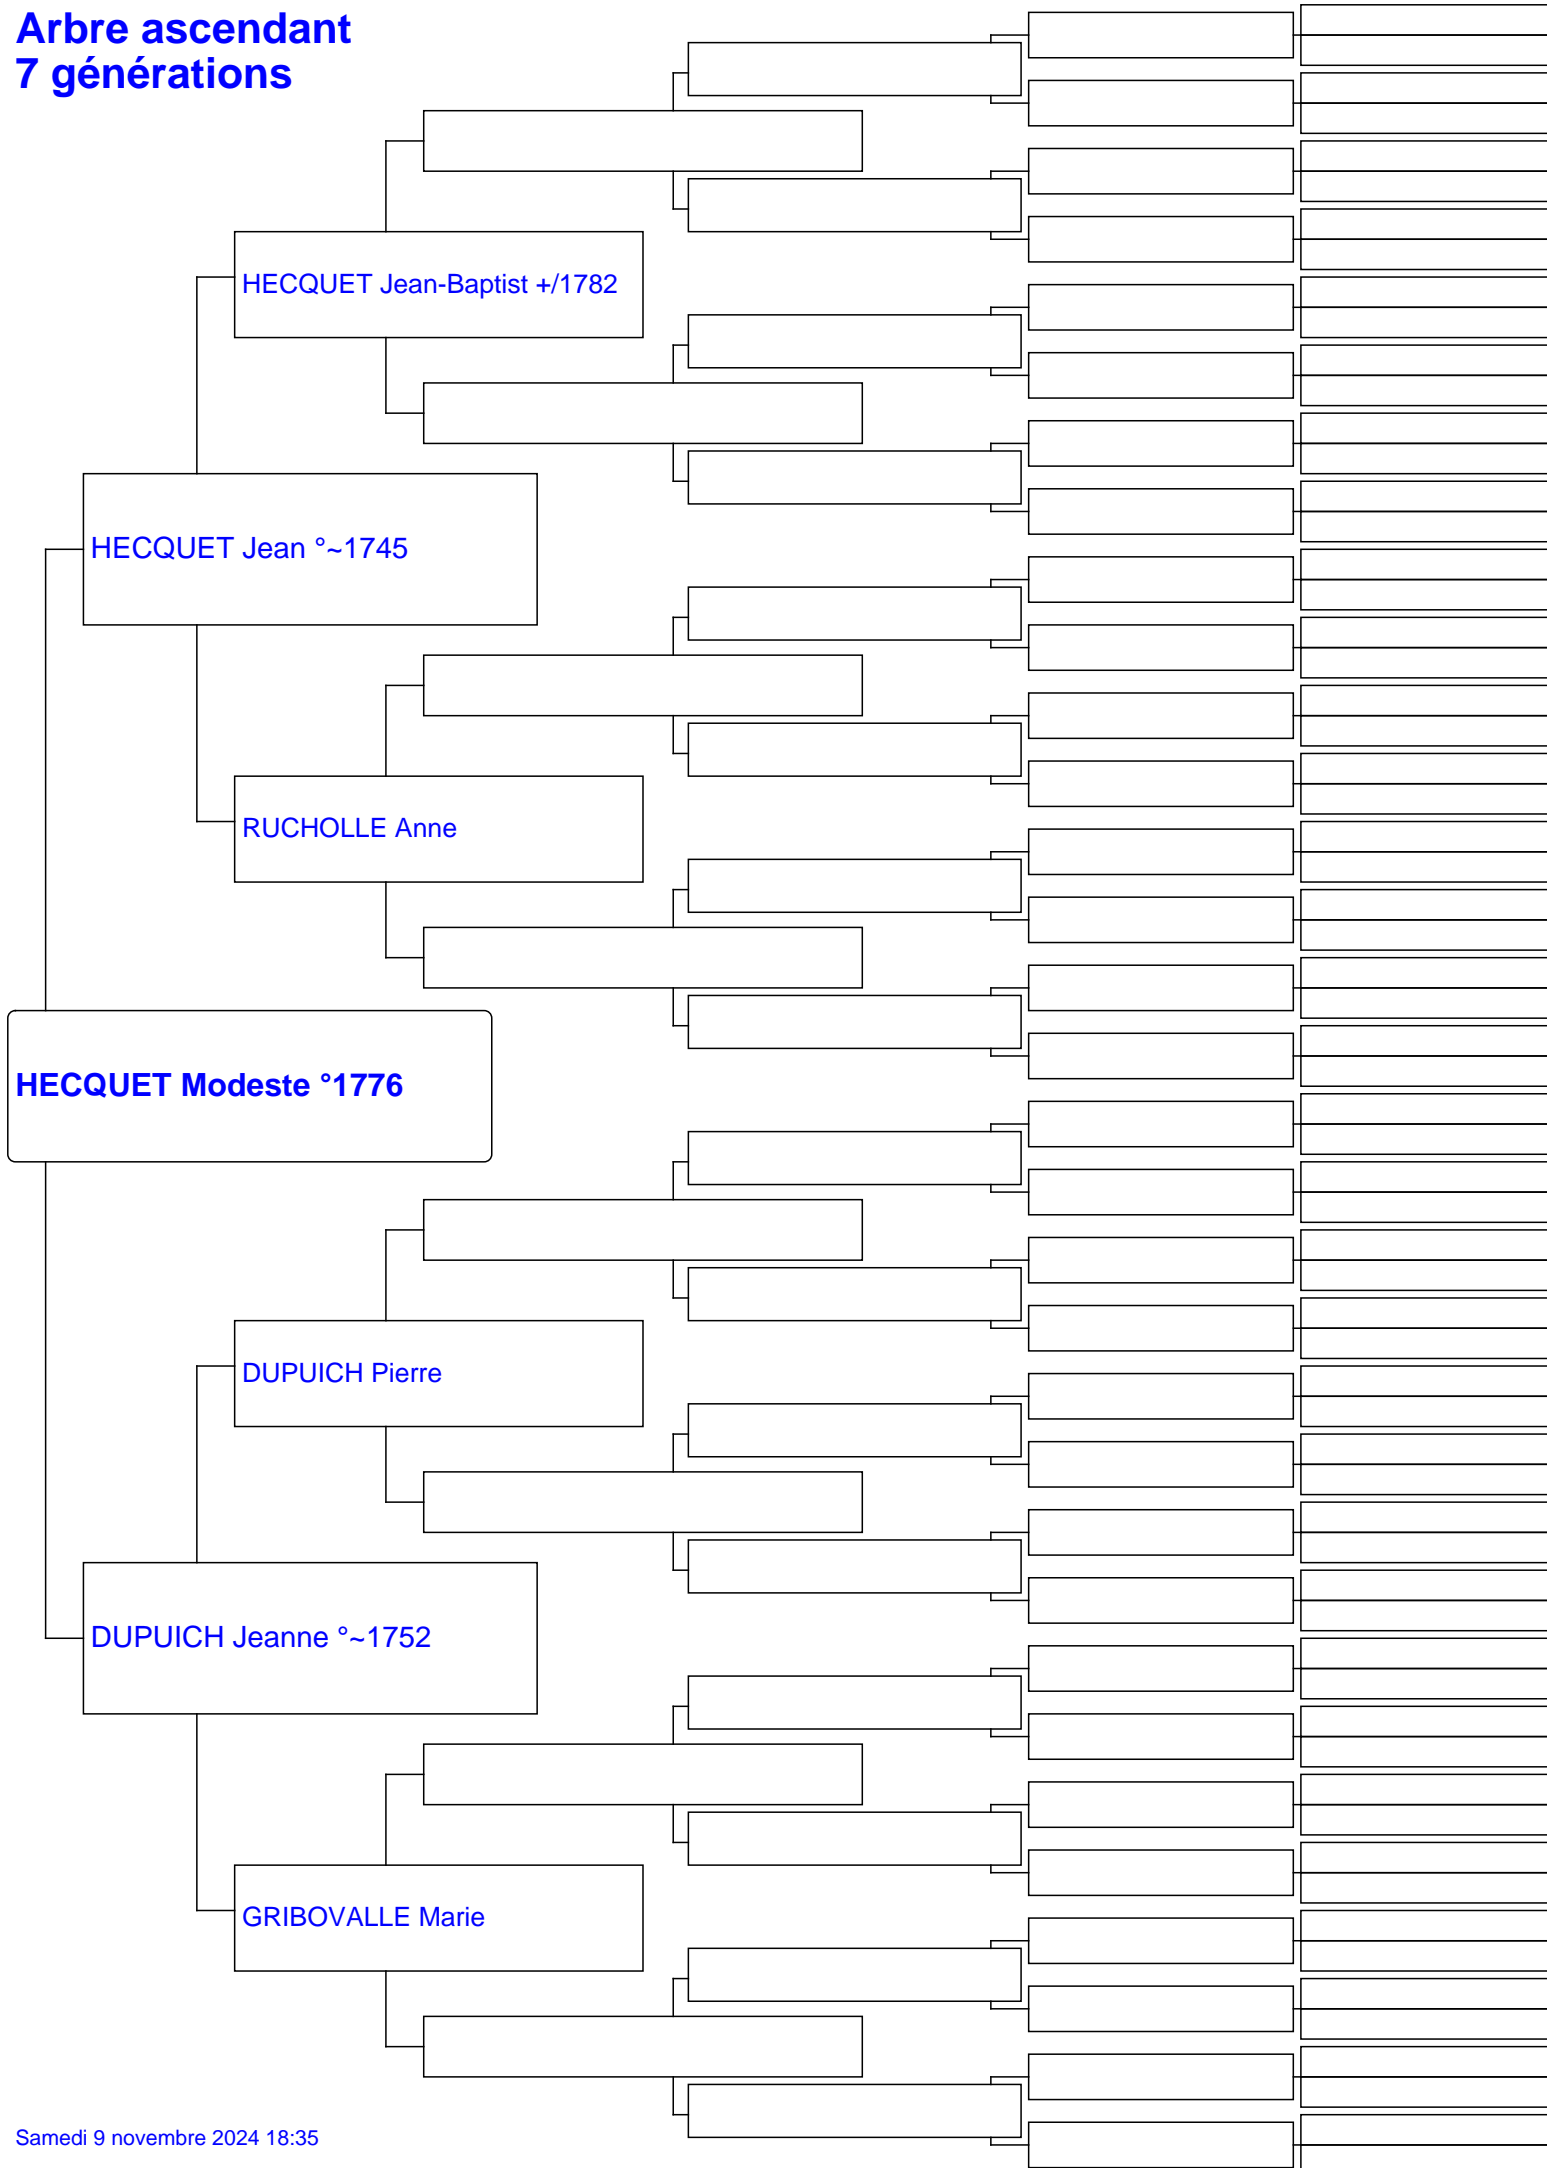 Arbre ascendant
7 générations
HECQUET Jean-Baptist +/1782
HECQUET Jean °~1745
RUCHOLLE Anne
HECQUET Modeste °1776
DUPUICH Pierre
DUPUICH Jeanne °~1752
GRIBOVALLE Marie
Samedi 9 novembre 2024 18:35